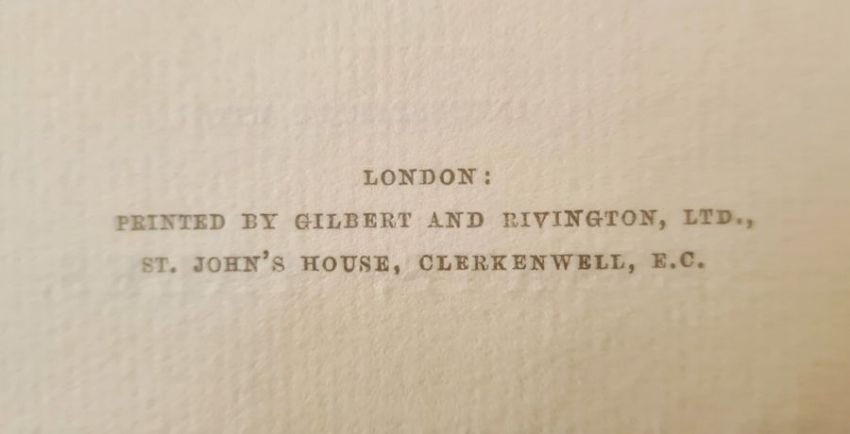 LONDON:
PRINTED BY GILBERT AND RIVINGTON, LTD.,
ST. JOHN'S HOUSE, CLERKENWELL, E.C.